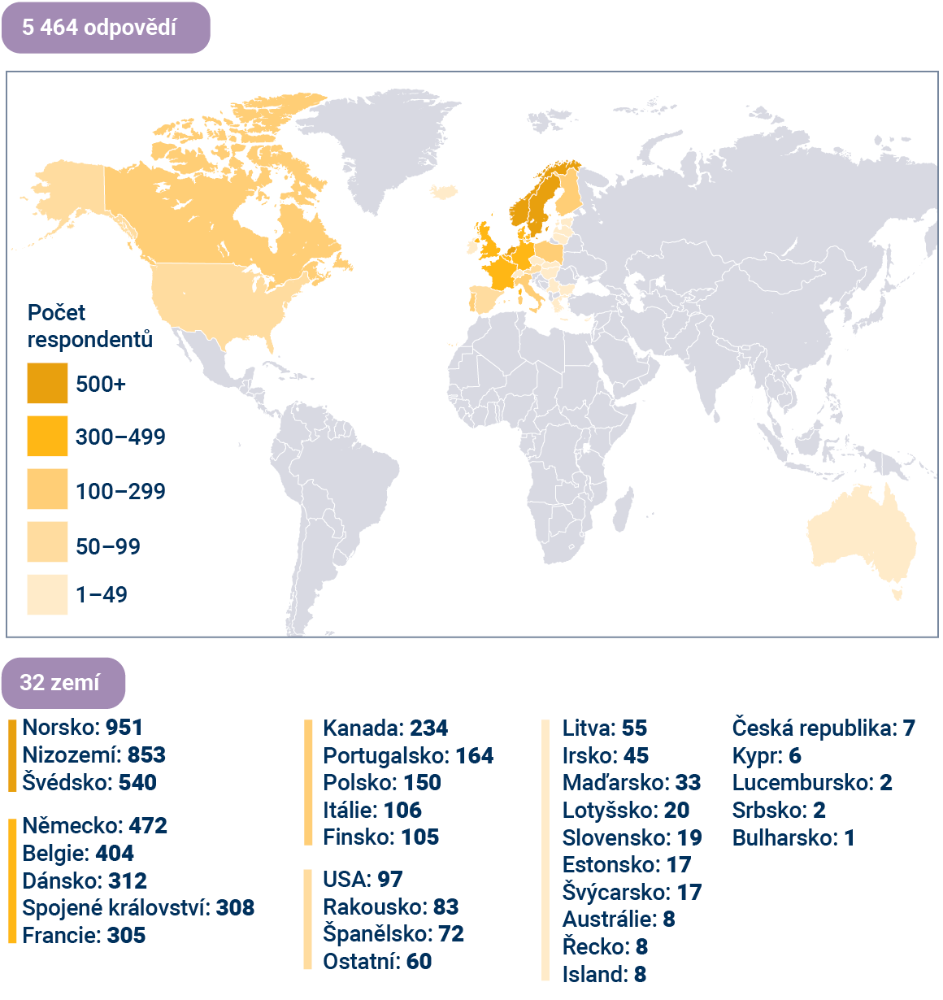 5 464 odpovědí
Počet
respondentů
500+
300–499
100–299
50–99
1–49
32 zemí
Norsko: 951
Nizozemí: 853
Švédsko: 540
Německo: 472
Belgie: 404
Dánsko: 312
Spojené království: 308
Francie: 305
Kanada: 234
Portugalsko: 164
Polsko: 150
Itálie: 106
Finsko: 105
USA: 97
Rakousko: 83
Španělsko: 72
Ostatní: 60
Litva: 55
Irsko: 45
Maďarsko: 33
Lotyšsko: 20
Slovensko: 19
Estonsko: 17
Švýcarsko: 17
Austrálie: 8
Řecko: 8
Island: 8
Česká republika: 7
Kypr: 6
Lucembursko: 2
Srbsko: 2
Bulharsko: 1